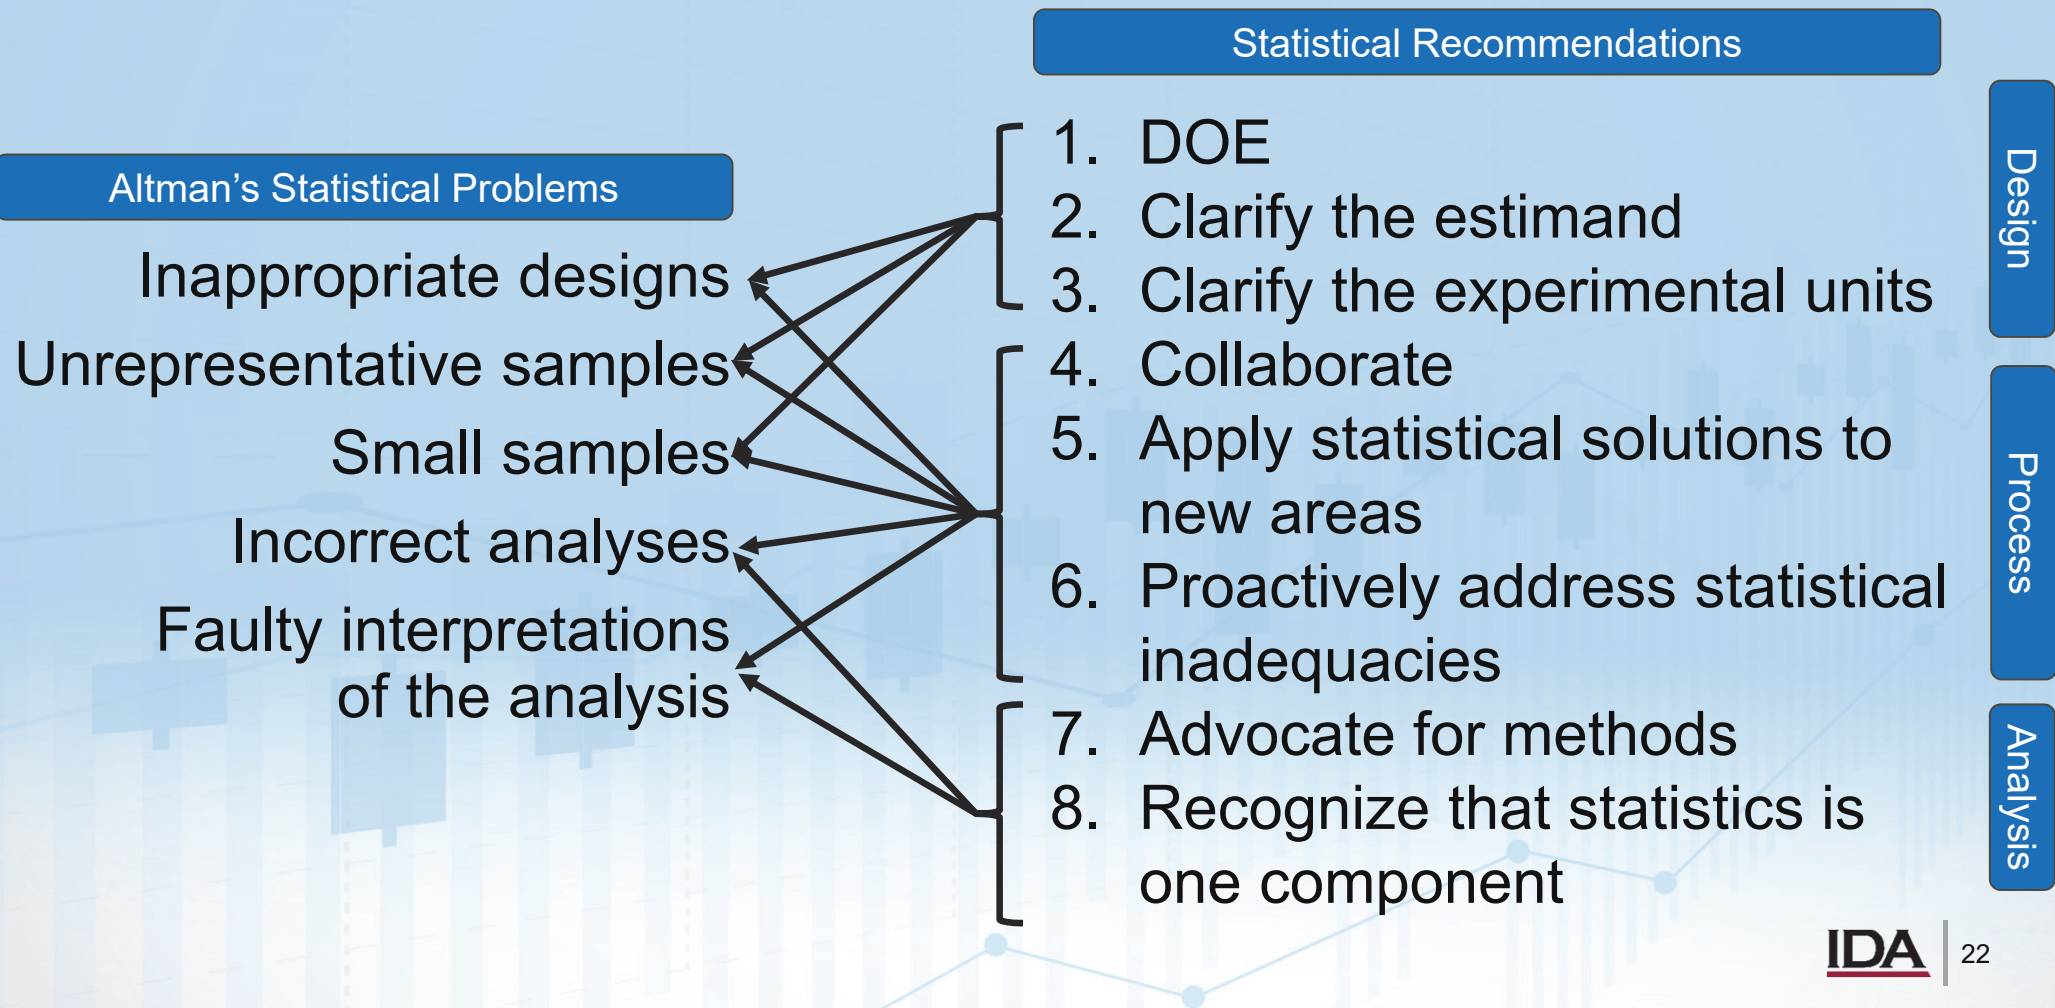 Statistical Recommendations
Altman's Statistical Problems
Inappropriate designs
Unrepresentative samples
Small samples
Incorrect analyses
Faulty interpretations
of the analysis
1. DOE
2. Clarify the estimand
3. Clarify the experimental units
4. Collaborate
5. Apply statistical solutions to
new areas
6. Proactively address statistical
inadequacies
7. Advocate for methods
8. Recognize that statistics is
one component
Design
Process
Analysis
IDA
22